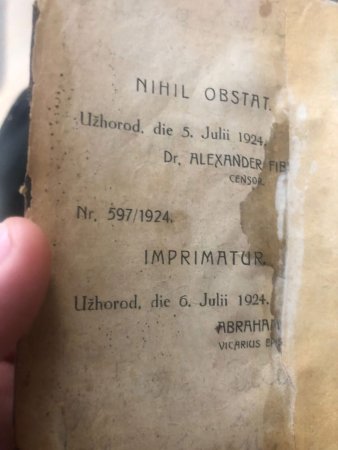 NIHIL OBSTAT.
Užhorod, die 5. Julii 1924.
Dr. ALEXANDER
CENSOR.
Nr. 597/1924.
IMPRIMATUR.
Užhorod, die 6. Julii 1924.
ABRAHAM
VICARIUS